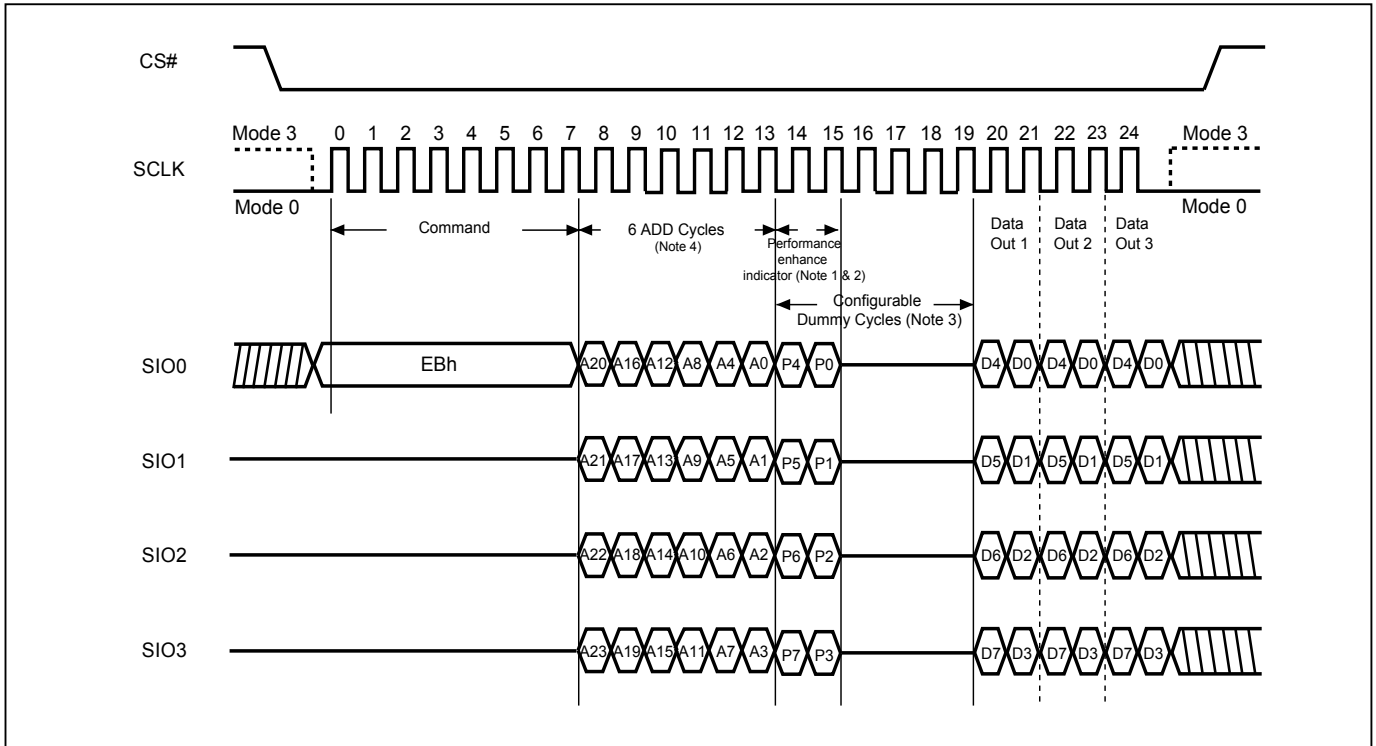 CS#
Mode 3 0 1 2 3 4 5 6 7 8 9 10 11 12 13 14 15 16 17 18 19 20 21 22 23 24 Mode 3
SCLK
Mode 0 Mode 0
Command
6 ADD Cycles
(Note 4)
Performance
enhance
indicator (Note 1 & 2)
Data
Out 1
Data
Out 2
Data
Out 3
Configurable
Dummy Cycles (Note 3)
SIO0 EBh A20 A16 A12 A8 A4 A0 P4 P0 D4 D0 D4 D0 D4 D0
SIO1 A21 A17 A13 A9 A5 A1 P5 P1 D5 D1 D5 D1 D5 D1
SIO2 A22 A18 A14 A10 A6 A2 P6 P2 D6 D2 D6 D2 D6 D2
SIO3 A23 A19 A15 A11 A7 A3 P7 P3 D7 D3 D7 D3 D7 D3